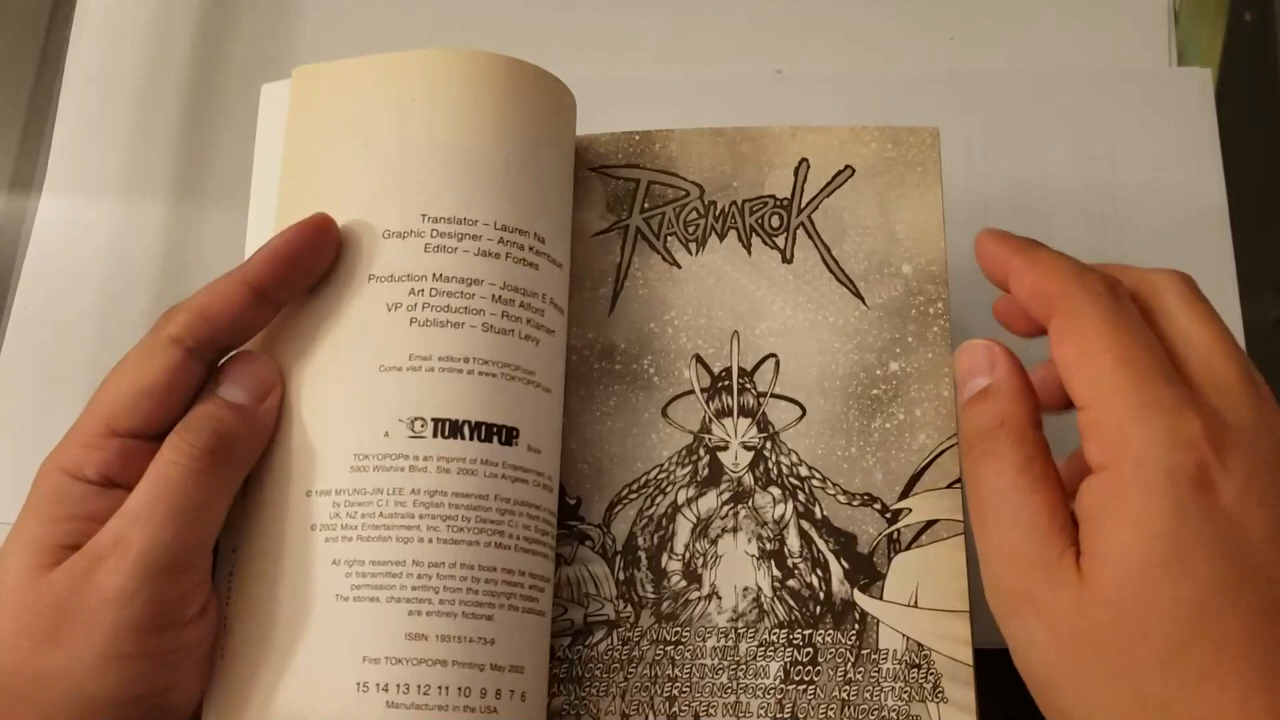 Translator – Lauren Na
Graphic Designer – Anna Kernbaum
Editor – Jake Forbes
Production Manager – Joaquin E
Art Director – Matt Alford
VP of Production – Ron Klamert
Publisher – Stuart Levy
Email: editor@TOKYOPOP.com
Come visit us online at www.TOKYOPOP.com
A TOKYOPOP Book
TOKYOPOP® is an imprint of Mixx Entertainment, Inc.
5900 Wilshire Blvd., Ste. 2000, Los Angeles, CA
© 1998 MYUNG-JIN LEE. All rights reserved. First published in
by Daiwon C.I. Inc. English translation rights in North
UK, NZ and Australia arranged by Daiwon C.I. Inc. English
© 2002 Mixx Entertainment, Inc. TOKYOPOP® is a registered
and the Robofish logo is a trademark of Mixx Entertainment
All rights reserved. No part of this book may be
or transmitted in any form or by any means, without
permission in writing from the copyright holders.
The stories, characters, and incidents in this publication
are entirely fictional.
ISBN: 1931514-73-9
First TOKYOPOP® Printing: May 2002
15 14 13 12 11 10 9 8 7 6
Manufactured in the USA.
RAGNARÖK
THE WINDS OF FATE ARE STIRRING,
AND A GREAT STORM WILL DESCEND UPON THE LAND.
THE WORLD IS AWAKENING FROM A 1000 YEAR SLUMBER;
AND GREAT POWERS LONG-FORGOTTEN ARE RETURNING.
SOON, A NEW MASTER WILL RULE OVER MIDGARD...